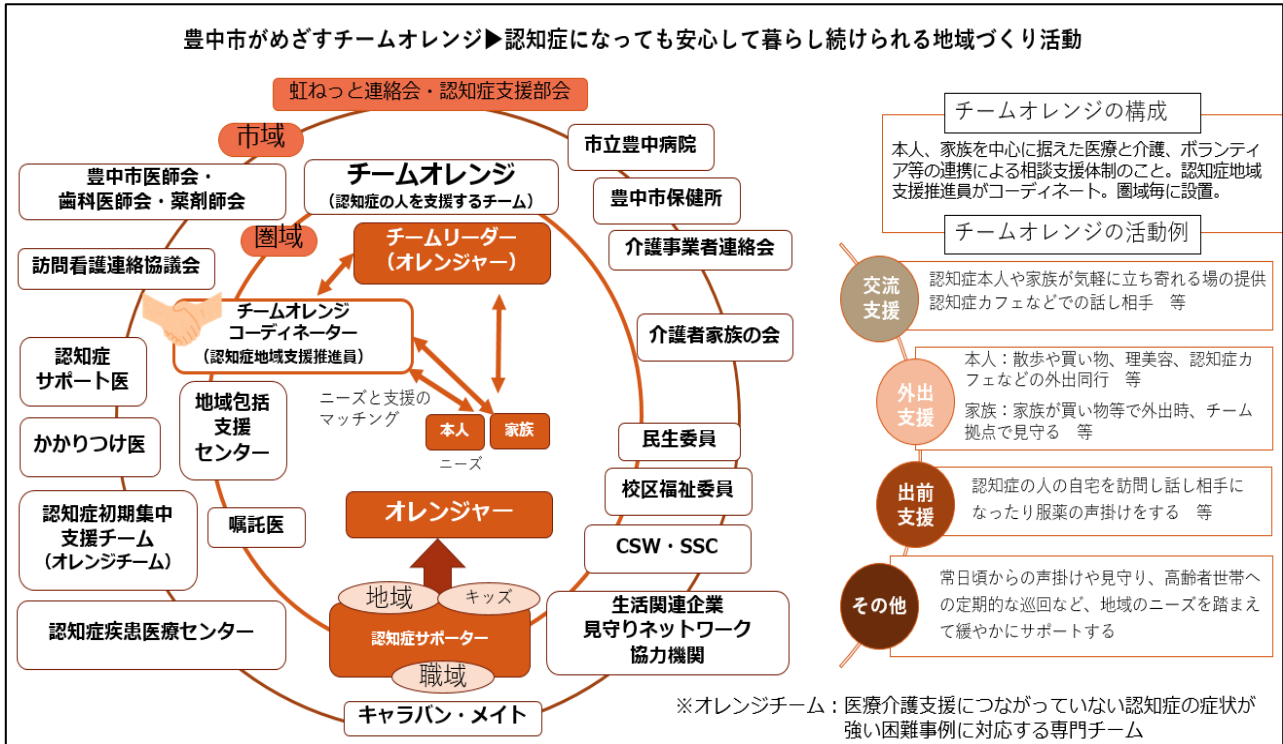 豊中市がめざすチームオレンジ▶認知症になっても安心して暮らし続けられる地域づくり活動
虹ねっと連絡会・認知症支援部会
市域
豊中市医師会・
歯科医師会・薬剤師会
訪問看護連絡協議会
認知症
サポート医
かかりつけ医
認知症初期集中
支援チーム
(オレンジチーム)
認知症疾患医療センター
圏域
チームオレンジ
(認知症の人を支援するチーム)
チームリーダー
(オレンジャー)
チームオレンジ
コーディネーター
(認知症地域支援推進員)
地域包括
支援
センター
嘱託医
ニーズと支援の
マッチング
本人
家族
ニーズ
オレンジャー
地域
キッズ
認知症サポーター
職域
キャラバン・メイト
市立豊中病院
豊中市保健所
介護事業者連絡会
介護者家族の会
民生委員
校区福祉委員
CSW・SSC
生活関連企業
見守りネットワーク
協力機関
チームオレンジの構成
本人、家族を中心に据えた医療と介護、ボランティ
ア等の連携による相談支援体制のこと。認知症地域
支援推進員がコーディネート。圏域毎に設置。
チームオレンジの活動例
交流
支援
認知症本人や家族が気軽に立ち寄れる場の提供
認知症カフェなどでの話し相手 等
外出
支援
本人:散歩や買い物、理美容、認知症カ
フェなどの外出同行 等
家族:家族が買い物等で外出時、チーム
拠点で見守る 等
出前
支援
認知症の人の自宅を訪問し話し相手に
なったり服薬の声掛けをする 等
その他
常日頃からの声掛けや見守り、高齢者世帯へ
の定期的な巡回など、地域のニーズを踏まえ
て緩やかにサポートする
※オレンジチーム:医療介護支援につながっていない認知症の症状が
強い困難事例に対応する専門チーム